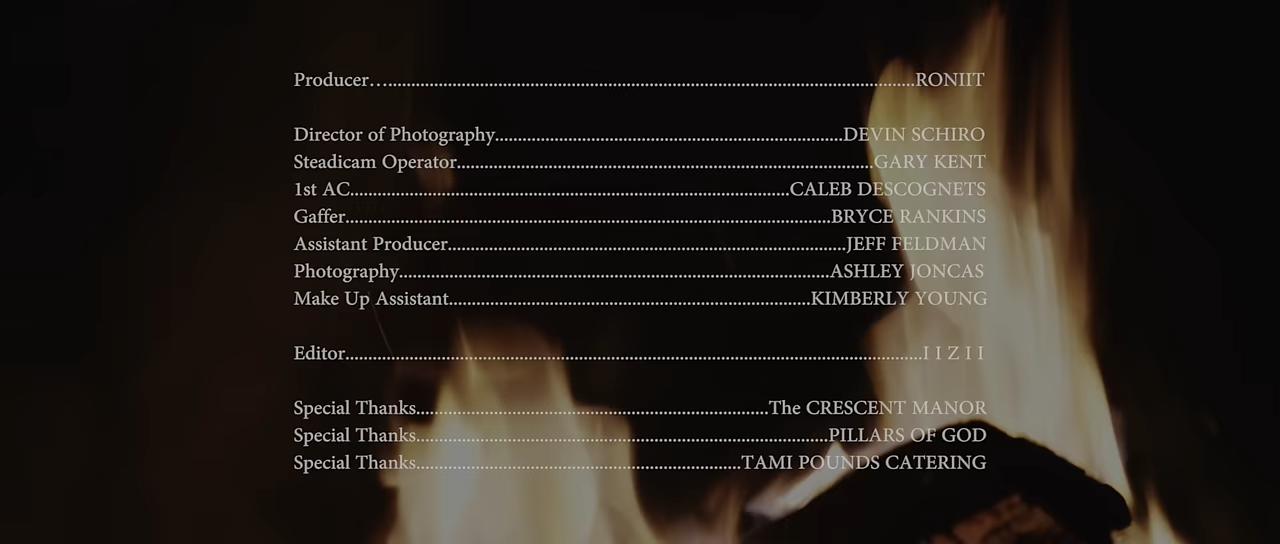 Producer........................................................................................................RONIIT
Director of Photography....................................................................DEVIN SCHIRO
Steadicam Operator..................................................................................GARY KENT
1st AC......................................................................................CALEB DESCOGNETS
Gaffer...............................................................................................BRYCE RANKINS
Assistant Producer..............................................................................JEFF FELDMAN
Photography.....................................................................................ASHLEY JONCAS
Make Up Assistant.......................................................................KIMBERLY YOUNG
Editor...................................................................................................................I I Z I I
Special Thanks.....................................................................The CRESCENT MANOR
Special Thanks.................................................................................PILLARS OF GOD
Special Thanks................................................................TAMI POUNDS CATERING